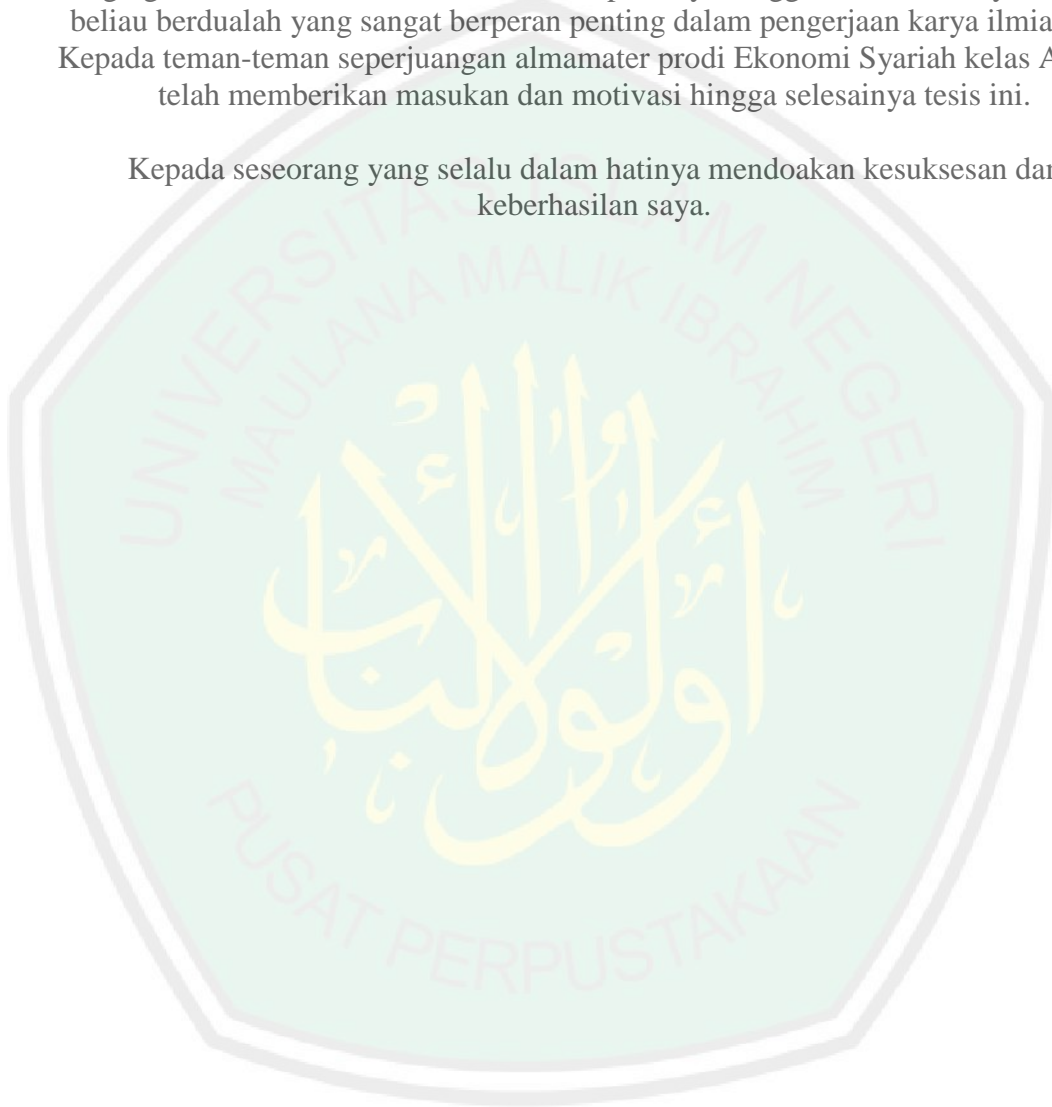 beliau berdualah yang sangat berperan penting dalam pengerjaan karya ilmia
Kepada teman-teman seperjuangan almamater prodi Ekonomi Syariah kelas A
telah memberikan masukan dan motivasi hingga selesainya tesis ini.
Kepada seseorang yang selalu dalam hatinya mendoakan kesuksesan dan
keberhasilan saya.
UNIVERSITAS ISLAM NEGERI
MAULANA MALIK IBRAHIM
أولوا الألباب
PUSAT PERPUSTAKAAN